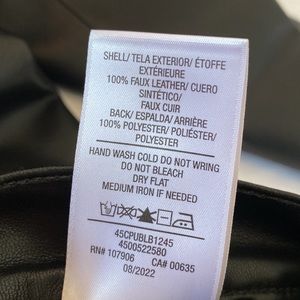 SHELL/ TELA EXTERIOR/ ÉTOFFE
EXTÉRIEURE
100% FAUX LEATHER/ CUERO
SINTÉTICO/
FAUX CUIR
BACK/ ESPALDA/ ARRIÈRE
100% POLYESTER/ POLIÉSTER/
POLYESTER
HAND WASH COLD DO NOT WRING
DO NOT BLEACH
DRY FLAT
MEDIUM IRON IF NEEDED
45CPUBLB1245
4500522580
RN# 107906 CA# 00635
08/2022